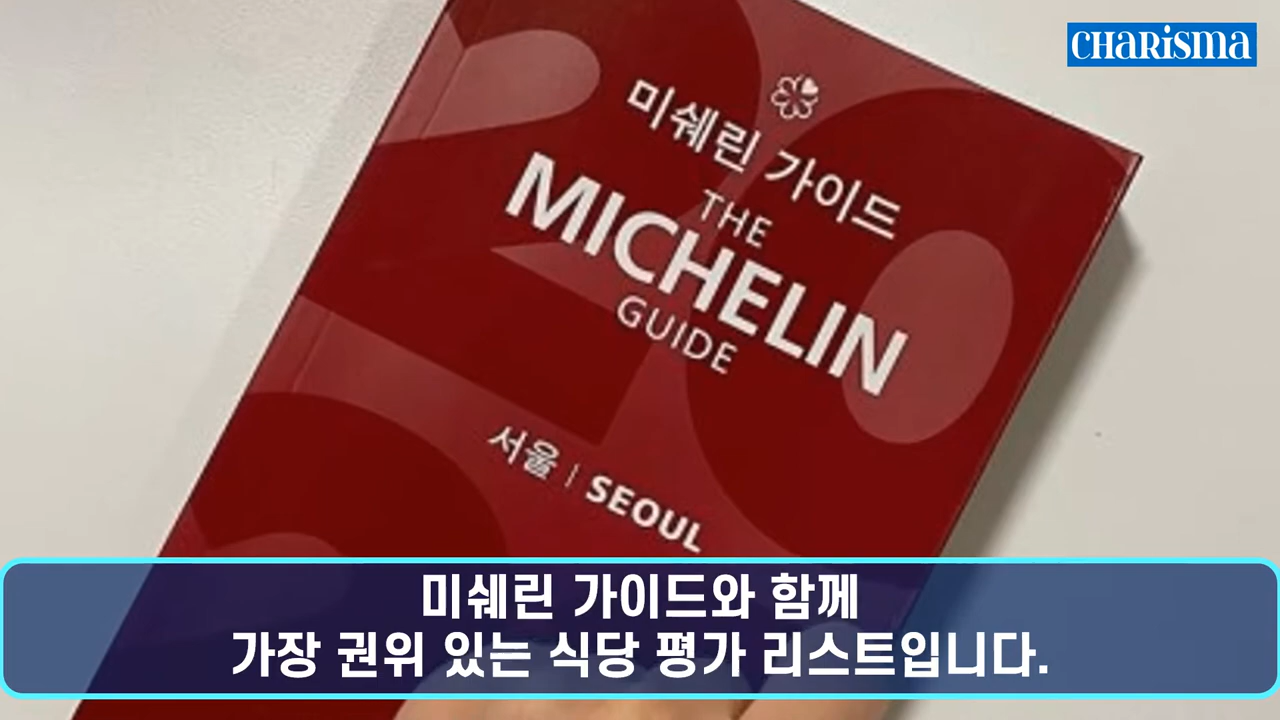 CHARiSMA
미쉐린 가이드
THE
MICHELIN
GUIDE
서울 | SEOUL
미쉐린 가이드와 함께
가장 권위 있는 식당 평가 리스트입니다.